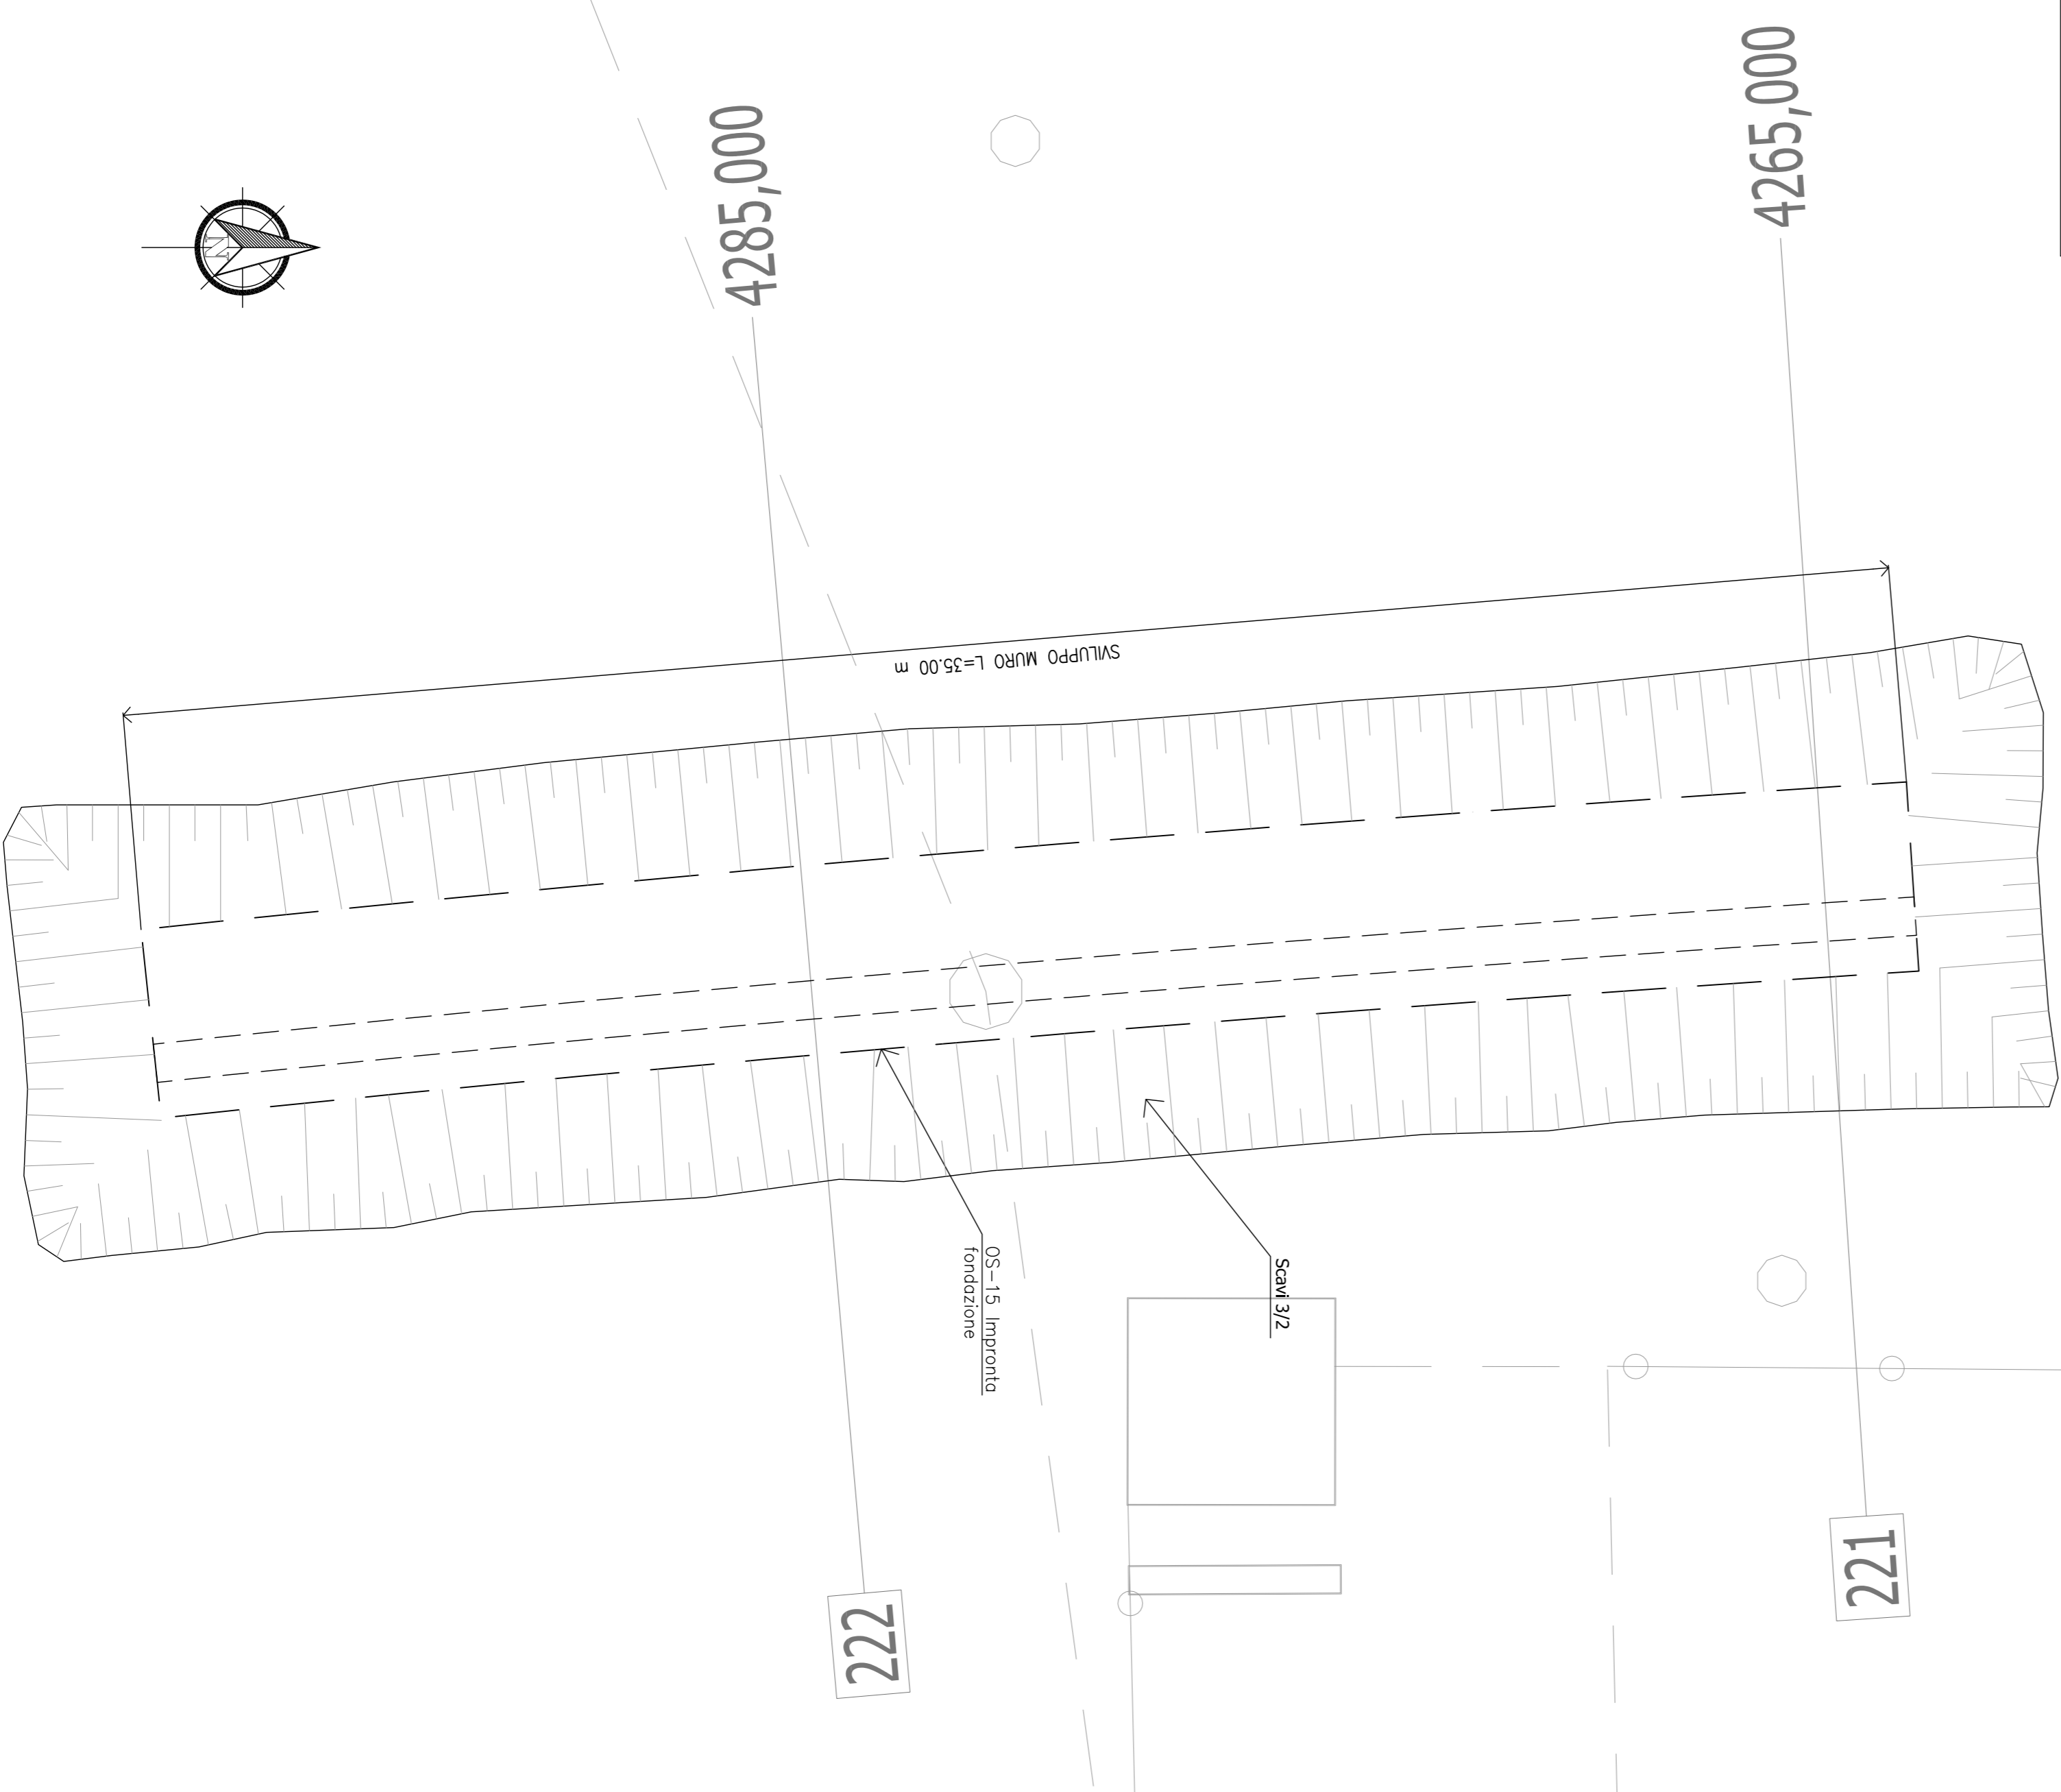 4285,000
4265,000
N
SVILUPPO MURO L=35.00 m
OS-15 Impronta
fondazione
Scavi 3/2
222
221